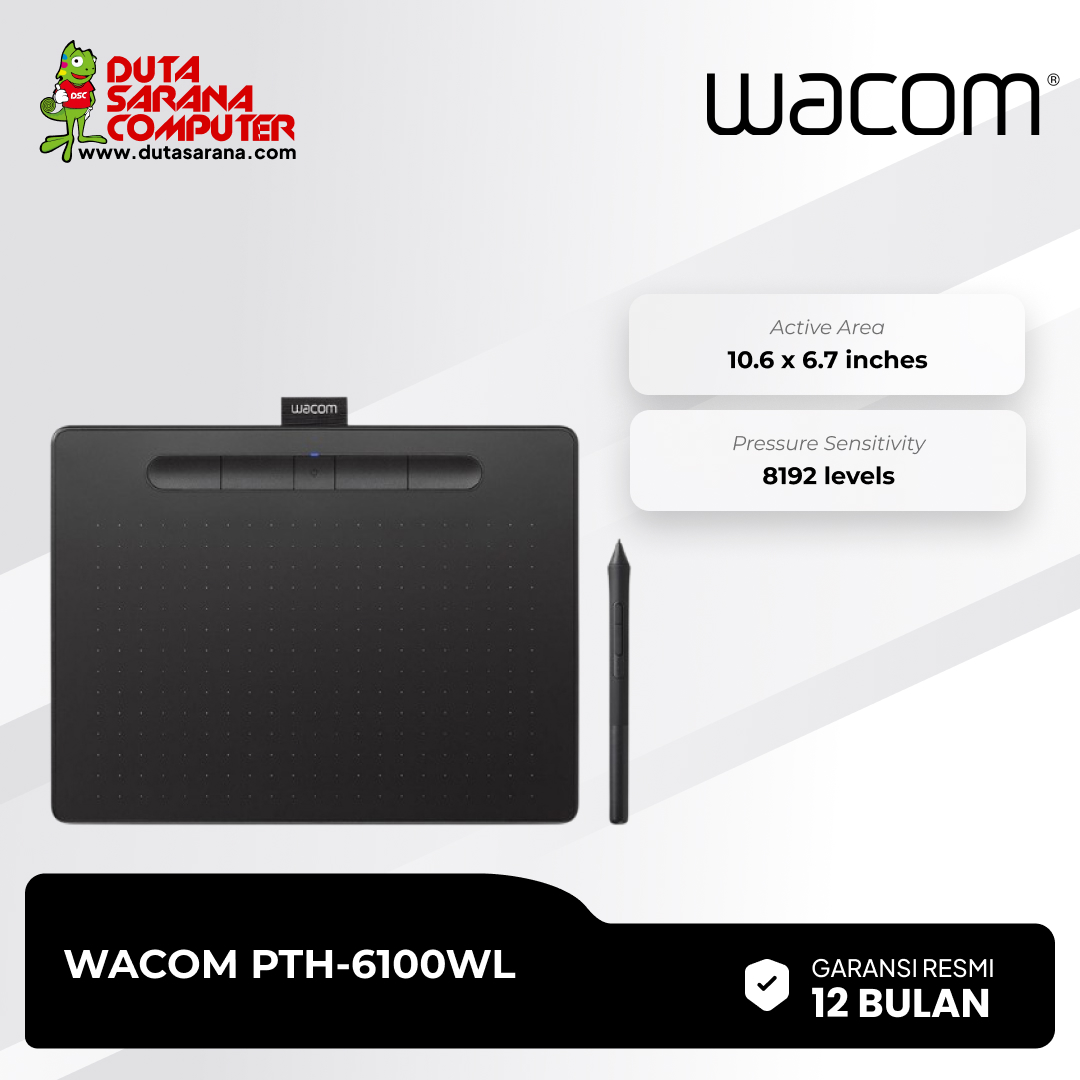 DUTA
SARANA
COMPUTER
DSC
www.dutasarana.com
wacom®
Active Area
10.6 x 6.7 inches
Pressure Sensitivity
8192 levels
wacom
WACOM PTH-6100WL
GARANSI RESMI
12 BULAN